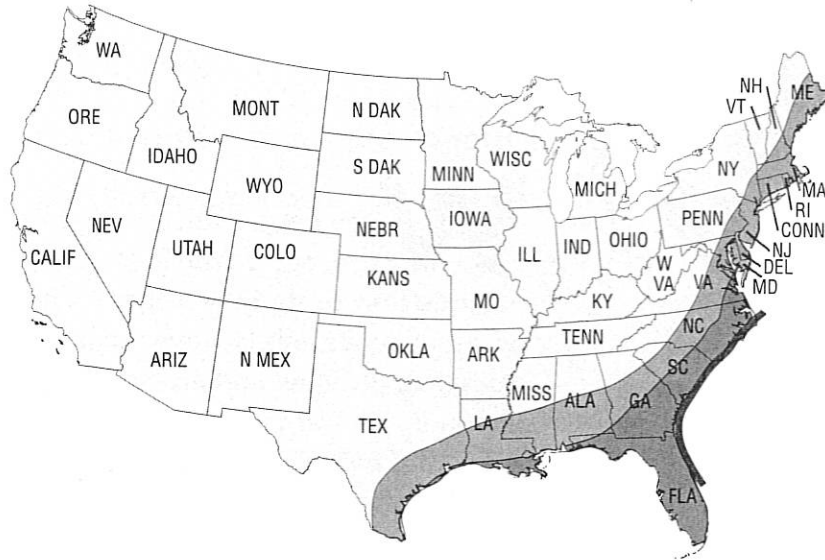 WA
MONT
N DAK
MINN
ORE
IDAHO
S DAK
WISC
MICH
NY
VT
NH
ME
MA
RI
CONN
WYO
NEBR
IOWA
PENN
NJ
DEL
MD
NEV
UTAH
COLO
ILL
IND
OHIO
W
VA
VA
CALIF
KANS
MO
KY
NC
ARIZ
N MEX
OKLA
ARK
TENN
SC
TEX
LA
MISS
ALA
GA
FLA